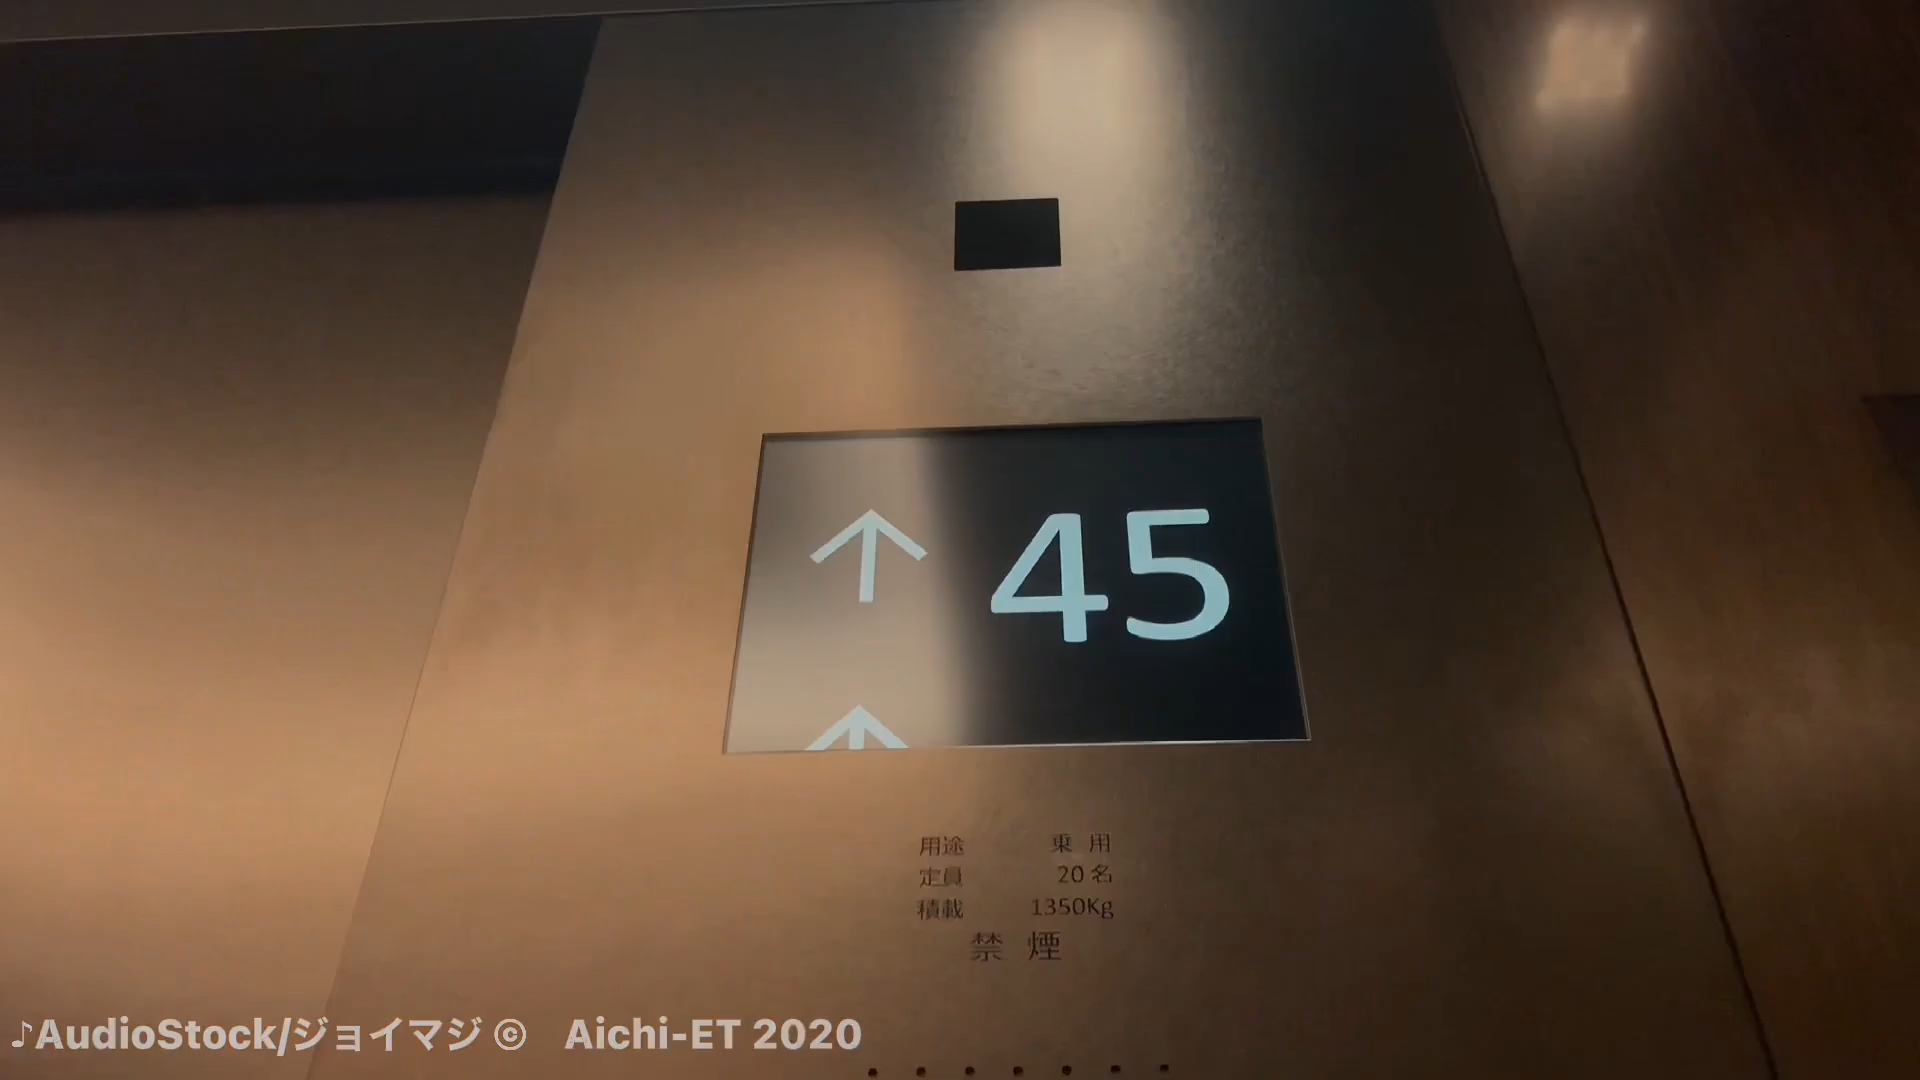 ↑ 45
用途 乗用
定員 20名
積載 1350Kg
禁煙
♪AudioStock/ジョイマジ© Aichi-ET 2020